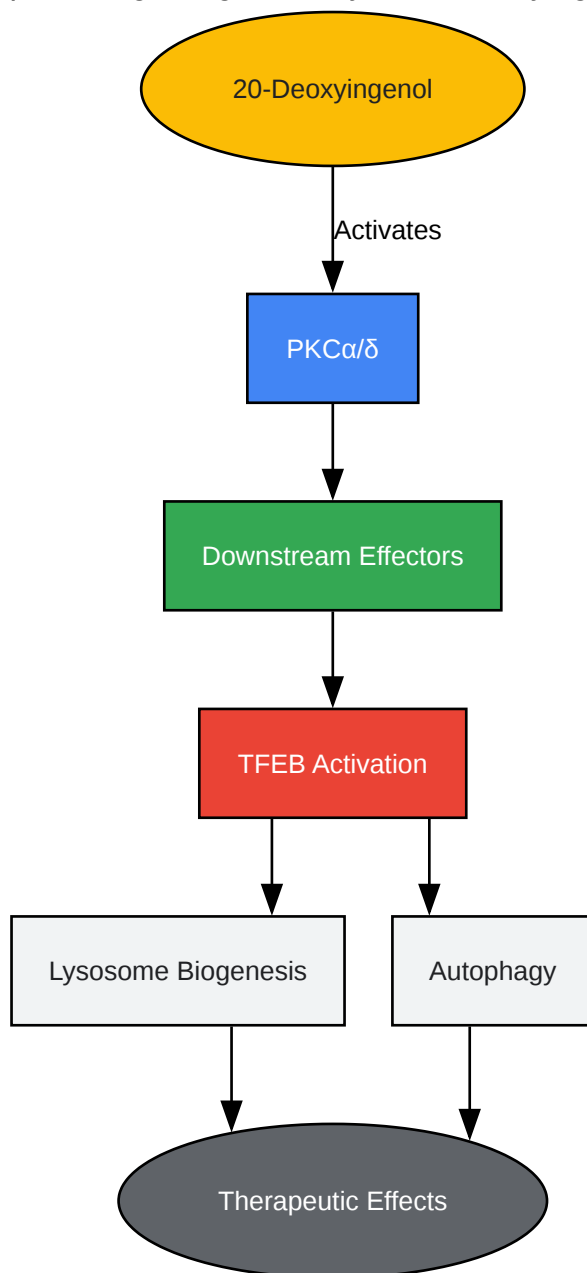 20-Deoxyingenol
Activates
PKCα/δ
Downstream Effectors
TFEB Activation
Lysosome Biogenesis
Autophagy
Therapeutic Effects